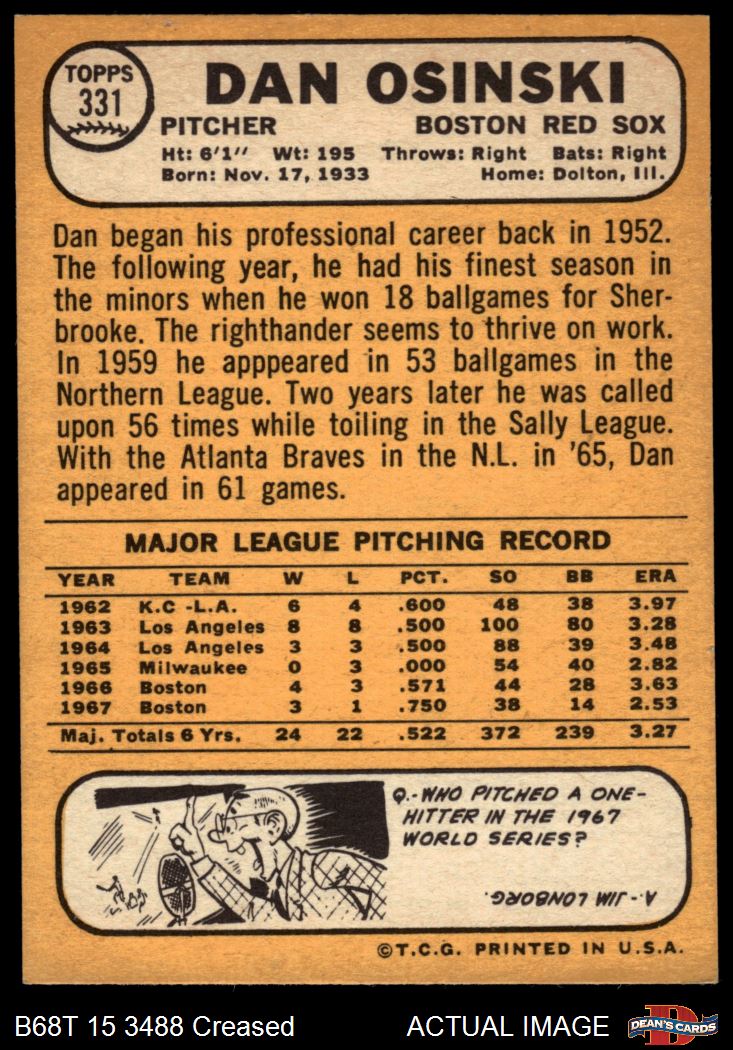 TOPPS
331
DAN OSINSKI
PITCHER BOSTON RED SOX
Ht: 6'1" Wt: 195 Throws: Right Bats: Right
Born: Nov. 17, 1933 Home: Dolton, Ill.
Dan began his professional career back in 1952.
The following year, he had his finest season in
the minors when he won 18 ballgames for Sher-
brooke. The righthander seems to thrive on work.
In 1959 he apppeared in 53 ballgames in the
Northern League. Two years later he was called
upon 56 times while toiling in the Sally League.
With the Atlanta Braves in the N.L. in '65, Dan
appeared in 61 games.
MAJOR LEAGUE PITCHING RECORD
YEAR TEAM W L PCT. SO BB ERA
1962 K.C -L.A. 6 4 .600 48 38 3.97
1963 Los Angeles 8 8 .500 100 80 3.28
1964 Los Angeles 3 3 .500 88 39 3.48
1965 Milwaukee 0 3 .000 54 40 2.82
1966 Boston 4 3 .571 44 28 3.63
1967 Boston 3 1 .750 38 14 2.53
Maj. Totals 6 Yrs. 24 22 .522 372 239 3.27
Q.-WHO PITCHED A ONE-
HITTER IN THE 1967
WORLD SERIES?
A.-JIM LONBORG.
©T.C.G. PRINTED IN U.S.A.
B68T 15 3488 Creased ACTUAL IMAGE
D
DEAN'S CARDS